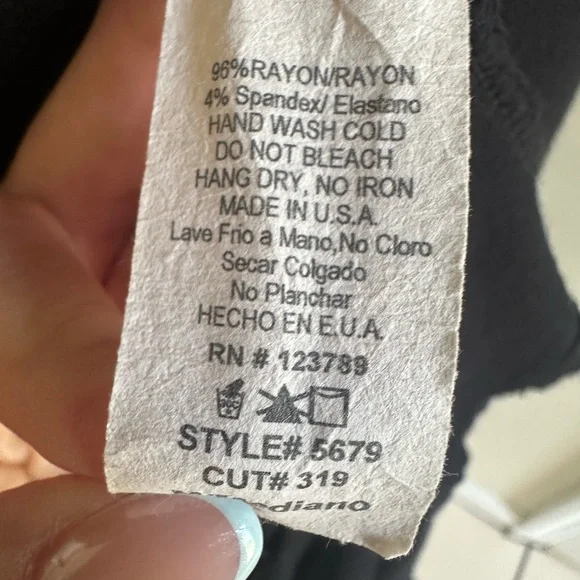 96%RAYON/RAYON
4% Spandex/ Elastano
HAND WASH COLD
DO NOT BLEACH
HANG DRY, NO IRON
MADE IN U.S.A.
Lave Frio a Mano,No Cloro
Secar Colgado
No Planchar
HECHO EN E.U.A.
RN # 123789
STYLE# 5679
CUT# 319